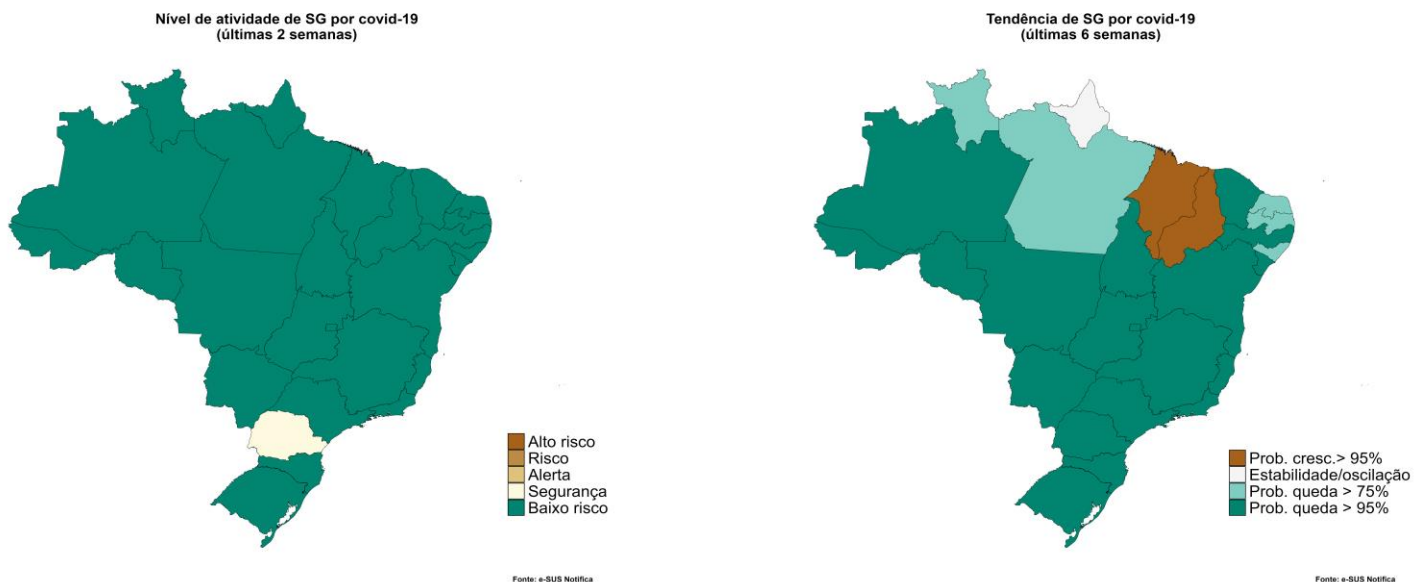 Nível de atividade de SG por covid-19
(últimas 2 semanas)
Alto risco
Risco
Alerta
Segurança
Baixo risco
Fonte: e-SUS Notifica
Tendência de SG por covid-19
(últimas 6 semanas)
Prob. cresc.> 95%
Estabilidade/oscilação
Prob. queda > 75%
Prob. queda > 95%
Fonte: e-SUS Notifica